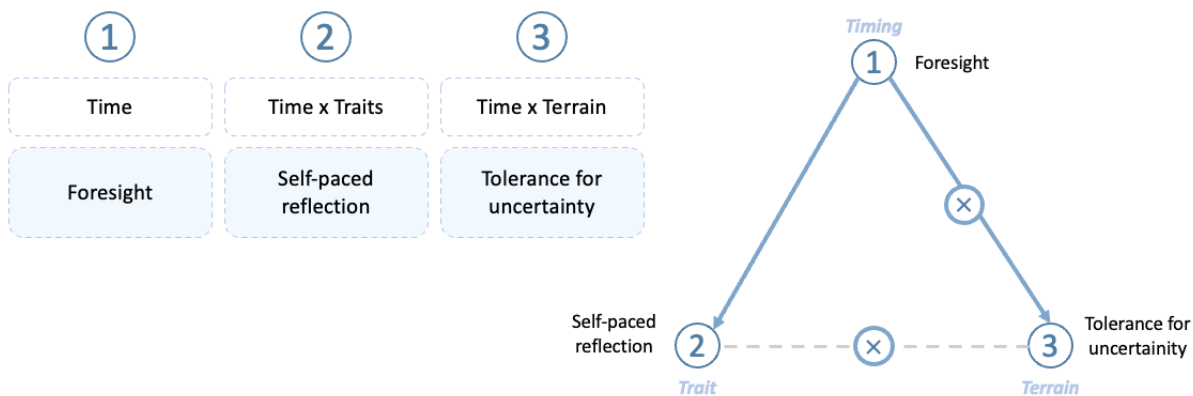 1
2
3
Time
Time x Traits
Time x Terrain
Foresight
Self-paced
reflection
Tolerance for
uncertainty
Timing
1
Foresight
×
Self-paced
reflection
2
×
3
Tolerance for
uncertainity
Trait
Terrain